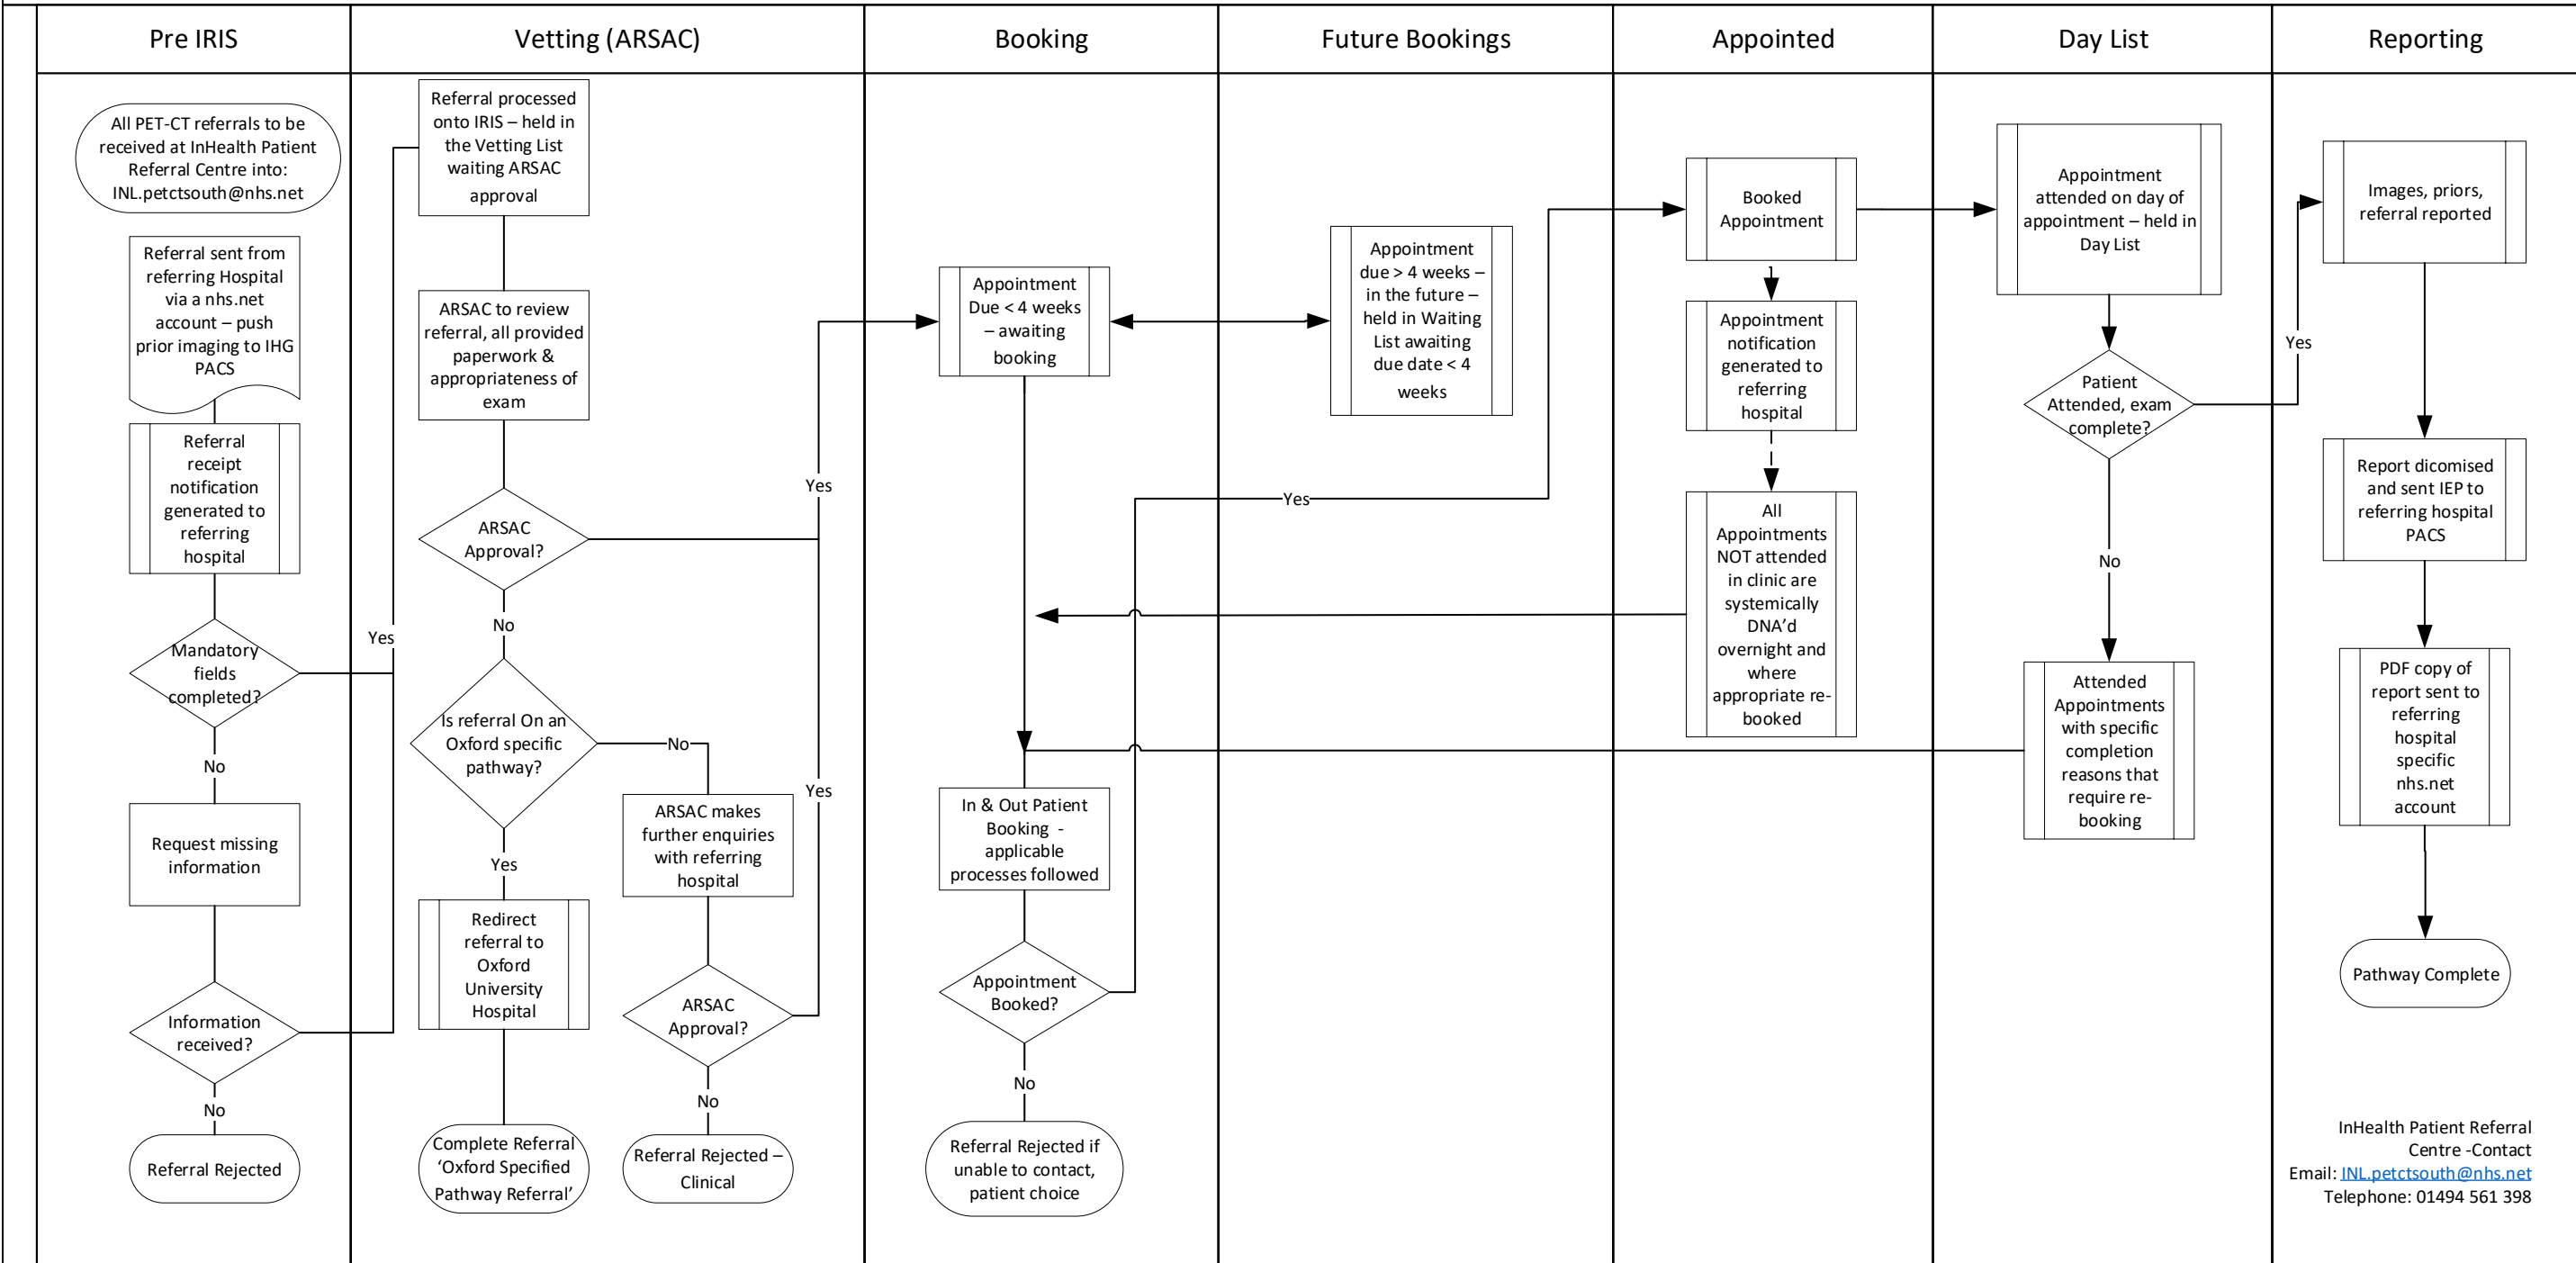 Pre IRIS
Vetting (ARSAC)
Booking
Future Bookings
Appointed
Day List
Reporting
All PET-CT referrals to be
received at InHealth Patient
Referral Centre into:
INL.petctsouth@nhs.net
Referral sent from
referring Hospital
via a nhs.net
account – push
prior imaging to IHG
PACS
Referral
receipt
notification
generated to
referring
hospital
Mandatory
fields
completed?
Yes
No
Request missing
information
Information
received?
No
Referral Rejected
Referral processed
onto IRIS – held in
the Vetting List
waiting ARSAC
approval
ARSAC to review
referral, all provided
paperwork &
appropriateness of
exam
ARSAC
Approval?
Yes
No
Is referral On an
Oxford specific
pathway?
No
Yes
Redirect
referral to
Oxford
University
Hospital
Complete Referral
‘Oxford Specified
Pathway Referral’
ARSAC makes
further enquiries
with referring
hospital
Yes
ARSAC
Approval?
No
Referral Rejected –
Clinical
Appointment
Due < 4 weeks
– awaiting
booking
In & Out Patient
Booking -
applicable
processes followed
Appointment
Booked?
No
Referral Rejected if
unable to contact,
patient choice
Appointment
due > 4 weeks –
in the future –
held in Waiting
List awaiting
due date < 4
weeks
Yes
Booked
Appointment
Appointment
notification
generated to
referring
hospital
All
Appointments
NOT attended
in clinic are
systemically
DNA’d
overnight and
where
appropriate re-
booked
Appointment
attended on day of
appointment – held in
Day List
Patient
Attended, exam
complete?
Yes
No
Attended
Appointments
with specific
completion
reasons that
require re-
booking
Images, priors,
referral reported
Report dicomised
and sent IEP to
referring hospital
PACS
PDF copy of
report sent to
referring
hospital
specific
nhs.net
account
Pathway Complete
InHealth Patient Referral
Centre -Contact
Email: INL.petctsouth@nhs.net
Telephone: 01494 561 398